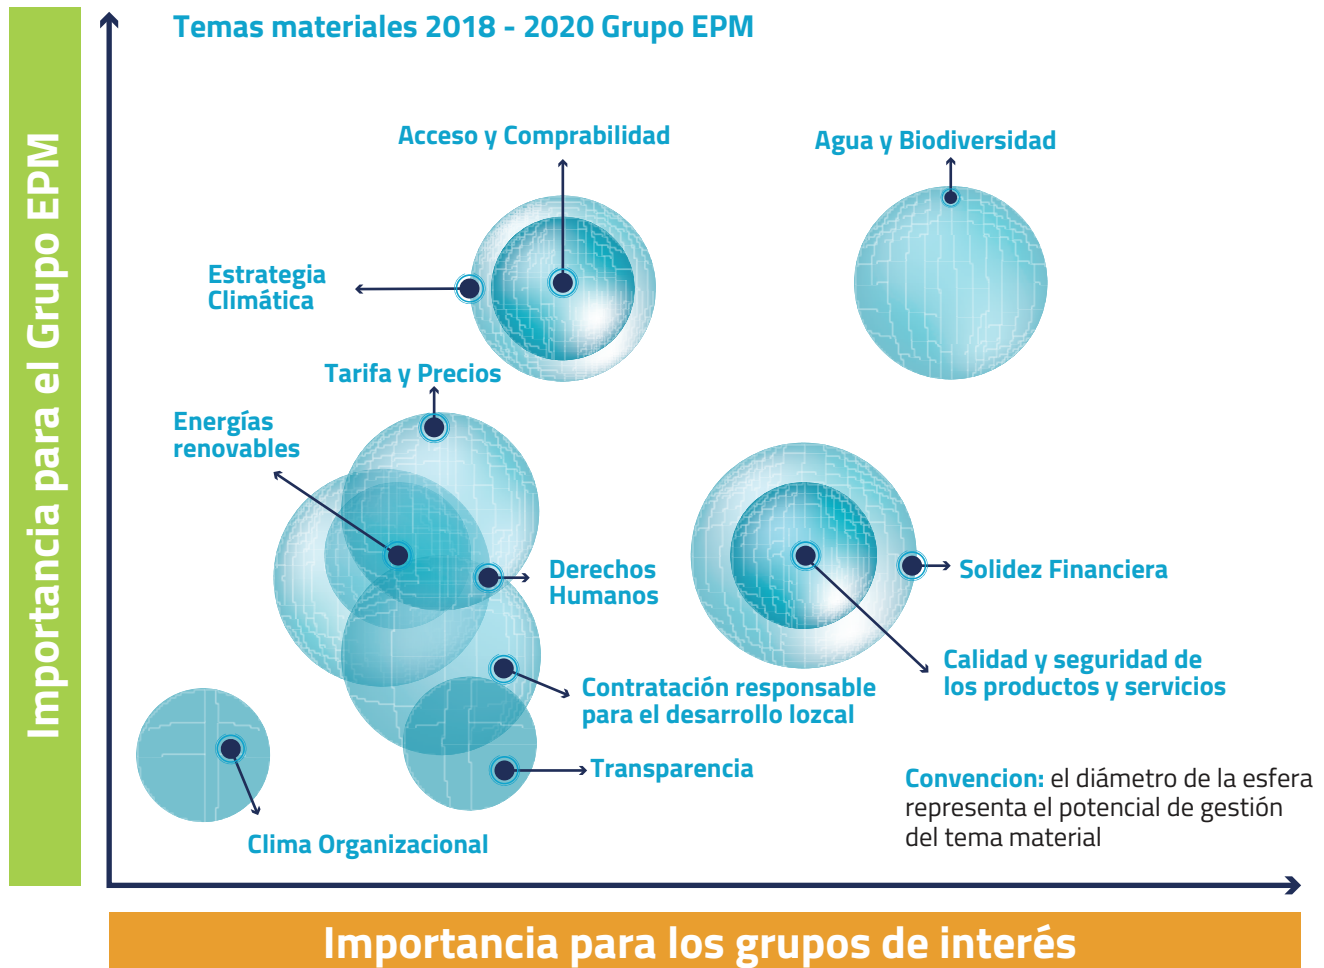 Temas materiales 2018 - 2020 Grupo EPM
Importancia para el Grupo EPM
Acceso y Comprabilidad
Agua y Biodiversidad
Estrategia
Climática
Tarifa y Precios
Energías
renovables
Derechos
Humanos
Solidez Financiera
Calidad y seguridad de
los productos y servicios
Contratación responsable
para el desarrollo lozcal
Transparencia
Clima Organizacional
Convencion: el diámetro de la esfera
representa el potencial de gestión
del tema material
Importancia para los grupos de interés